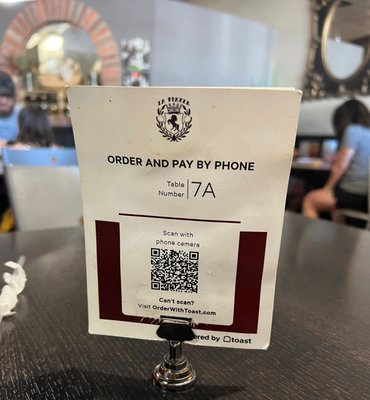 ORDER AND PAY BY PHONE
Table
Number
7A
Scan with
phone camera
Can't scan?
Visit OrderWithToast.com
ered by toast